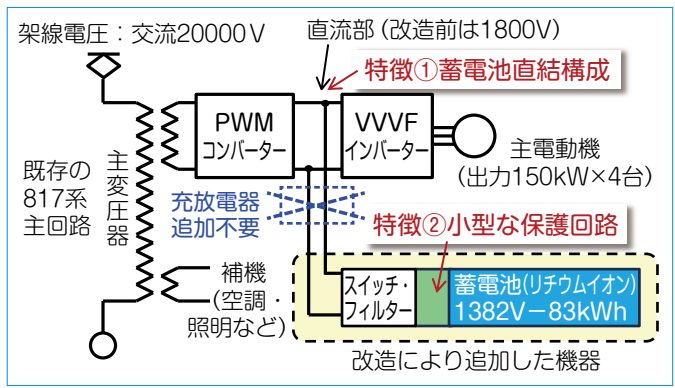 架線電圧：交流20000V
直流部（改造前は1800V）
特徴①蓄電池直結構成
PWM
コンバーター
VVVF
インバーター
主電動機
（出力150kW×4台）
既存の
817系
主回路
主変圧器
充放電器
追加不要
特徴②小型な保護回路
補機
（空調・
照明など）
スイッチ・
フィルター
蓄電池（リチウムイオン）
1382V－83kWh
改造により追加した機器